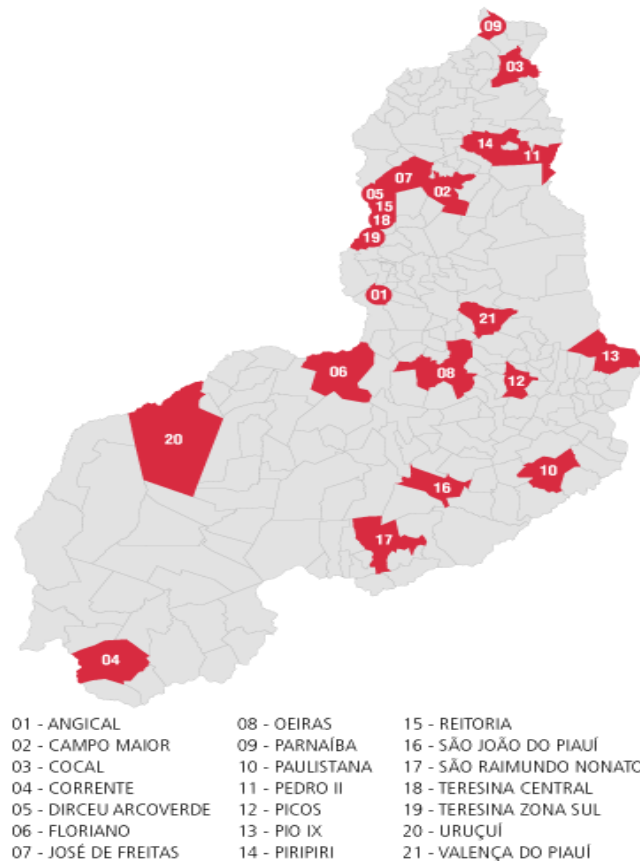 09
03
14
11
07
02
05
15
18
19
01
21
13
06
08
12
20
10
16
17
04
01 - ANGICAL
02 - CAMPO MAIOR
03 - COCAL
04 - CORRENTE
05 - DIRCEU ARCOVERDE
06 - FLORIANO
07 - JOSÉ DE FREITAS
08 - OEIRAS
09 - PARNAÍBA
10 - PAULISTANA
11 - PEDRO II
12 - PICOS
13 - PIO IX
14 - PIRIPIRI
15 - REITORIA
16 - SÃO JOÃO DO PIAUÍ
17 - SÃO RAIMUNDO NONATO
18 - TERESINA CENTRAL
19 - TERESINA ZONA SUL
20 - URUÇUÍ
21 - VALENÇA DO PIAUÍ